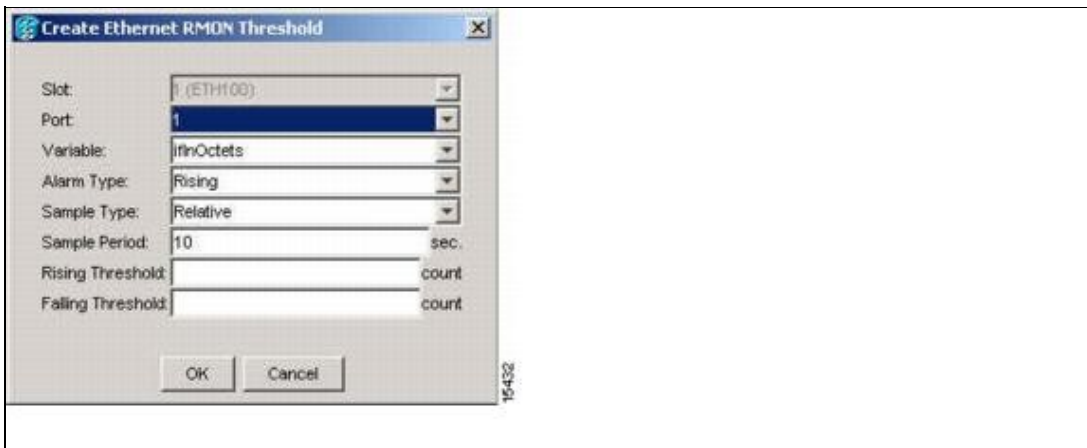 Create Ethernet RMON Threshold
Slot: 1 (ETH100)
Port: 1
Variable: ifInOctets
Alarm Type: Rising
Sample Type: Relative
Sample Period: 10 sec.
Rising Threshold: count
Falling Threshold: count
OK Cancel
15432